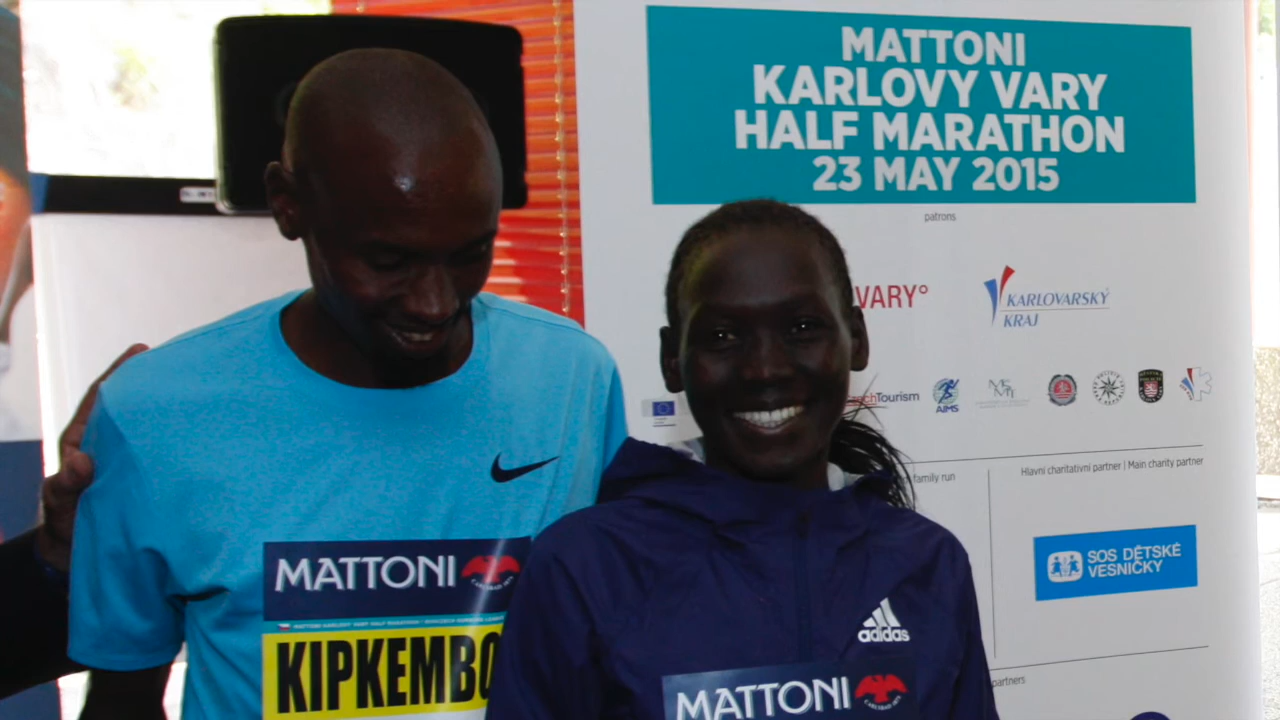 MATTONI
KARLOVY VARY
HALF MARATHON
23 MAY 2015
patrons
VARY°
KARLOVARSKÝ
KRAJ
Tourism
AIMS
family run
Hlavní charitativní partner | Main charity partner
SOS DĚTSKÉ
VESNIČKY
adidas
MATTONI
KIPKEMBO
MATTONI
partners